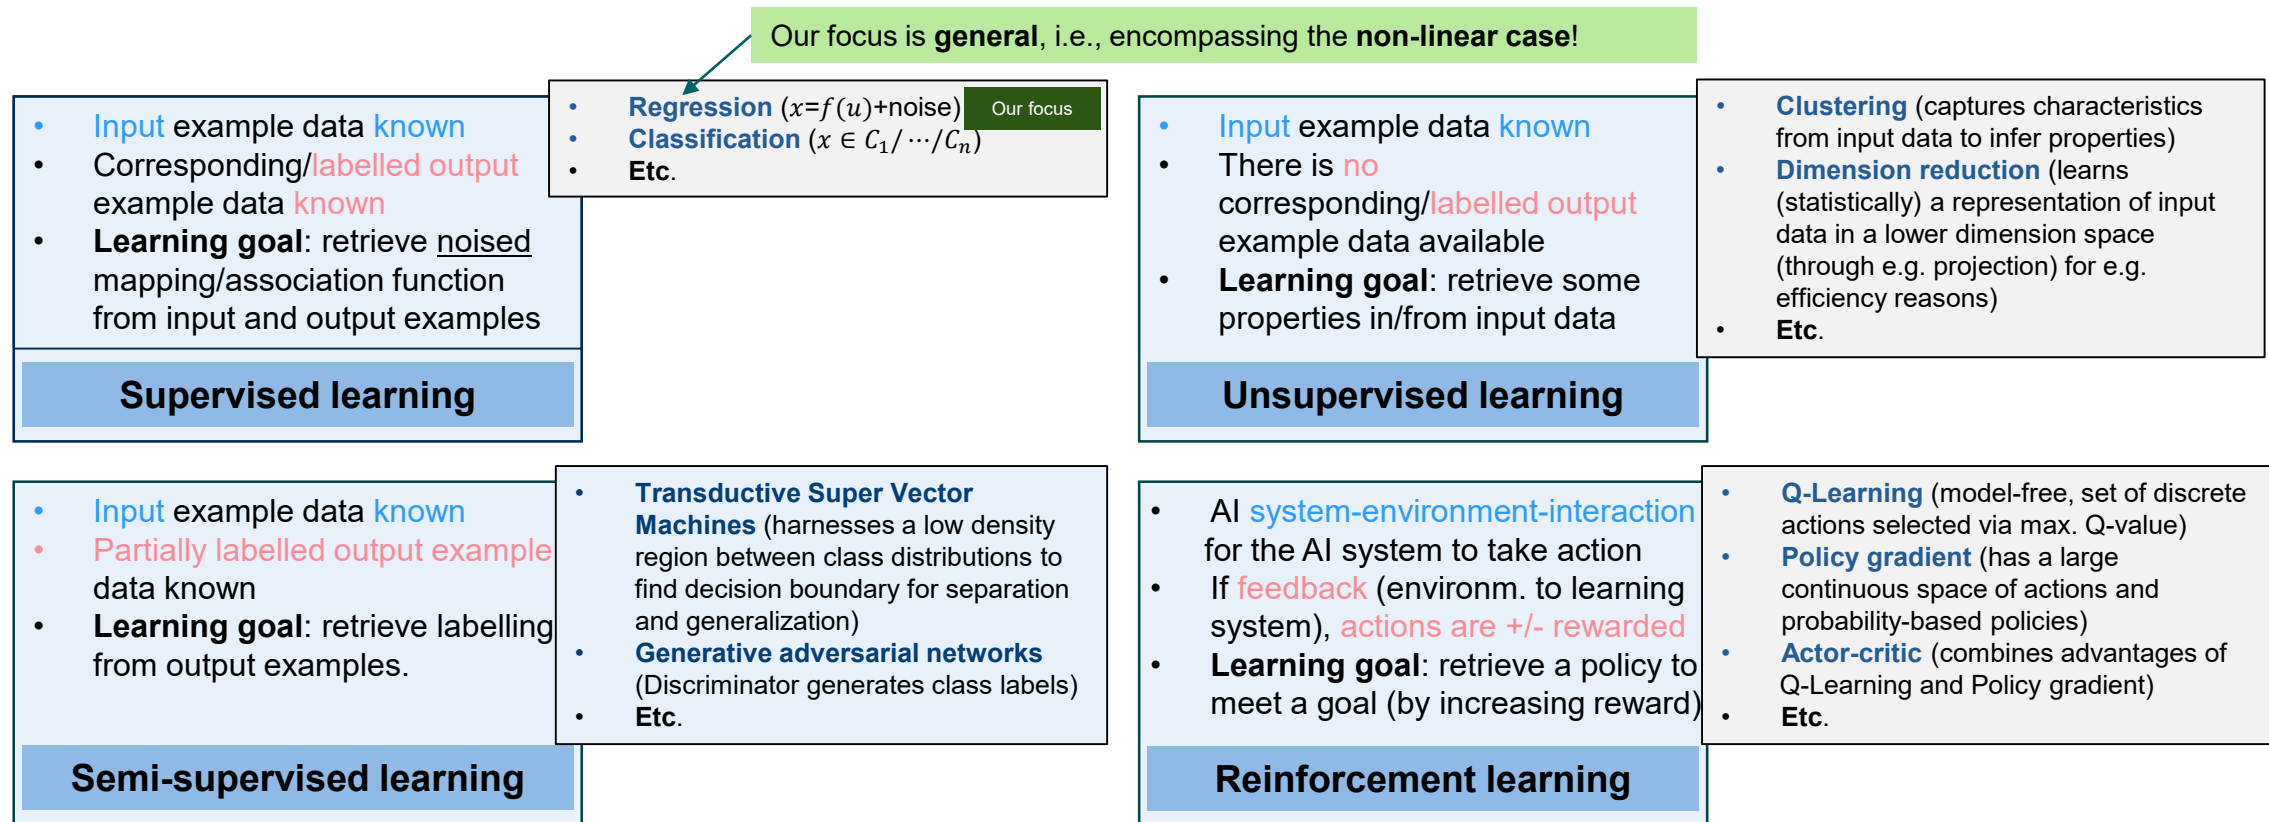 Our focus is general, i.e., encompassing the non-linear case!
• Input example data known
• Corresponding/labelled output
example data known
• Learning goal: retrieve noised
mapping/association function
from input and output examples
Supervised learning
• Regression (x=f(u)+noise)
Our focus
• Classification (x ∈ C₁/ ⋯/Cₙ)
• Etc.
• Input example data known
• There is no
corresponding/labelled output
example data available
• Learning goal: retrieve some
properties in/from input data
Unsupervised learning
• Clustering (captures characteristics
from input data to infer properties)
• Dimension reduction (learns
(statistically) a representation of input
data in a lower dimension space
(through e.g. projection) for e.g.
efficiency reasons)
• Etc.
• Input example data known
• Partially labelled output example
data known
• Learning goal: retrieve labelling
from output examples.
Semi-supervised learning
• Transductive Super Vector
Machines (harnesses a low density
region between class distributions to
find decision boundary for separation
and generalization)
• Generative adversarial networks
(Discriminator generates class labels)
• Etc.
• AI system-environment-interaction
for the AI system to take action
• If feedback (environm. to learning
system), actions are +/- rewarded
• Learning goal: retrieve a policy to
meet a goal (by increasing reward)
Reinforcement learning
• Q-Learning (model-free, set of discrete
actions selected via max. Q-value)
• Policy gradient (has a large
continuous space of actions and
probability-based policies)
• Actor-critic (combines advantages of
Q-Learning and Policy gradient)
• Etc.